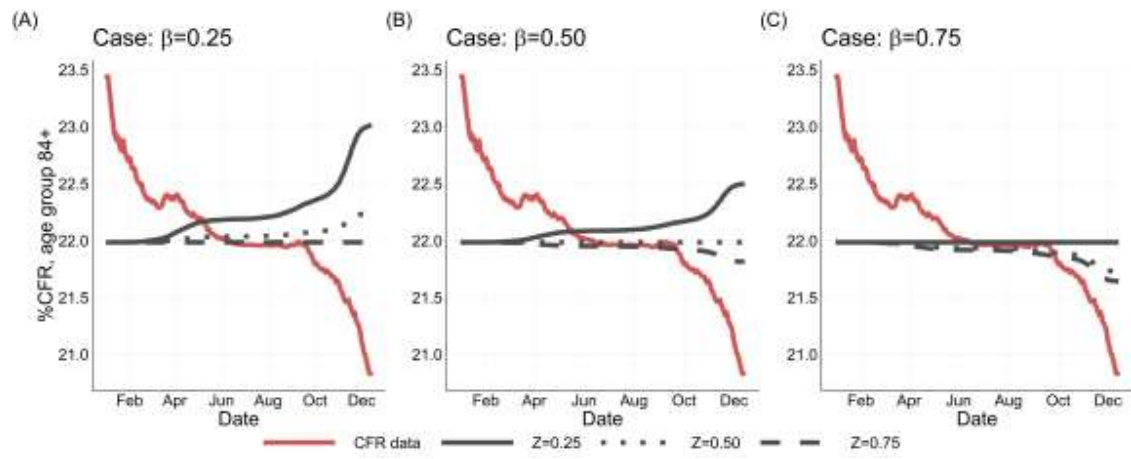 (A) (B) (C)
Case: β=0.25 Case: β=0.50 Case: β=0.75
%CFR, age group 84+
23.5 23.5 23.5
23.0 23.0 23.0
22.5 22.5 22.5
22.0 22.0 22.0
21.5 21.5 21.5
21.0 21.0 21.0
Feb Apr Jun Aug Oct Dec Feb Apr Jun Aug Oct Dec Feb Apr Jun Aug Oct Dec
Date Date Date
CFR data Z=0.25 Z=0.50 Z=0.75